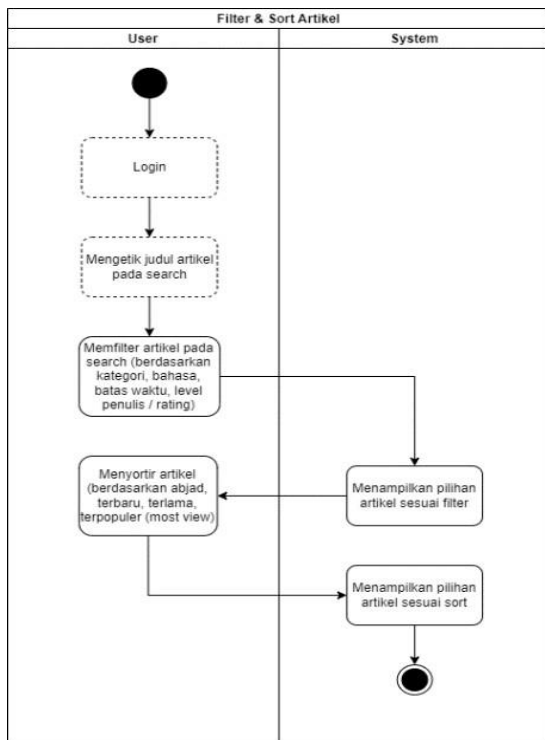 Filter & Sort Artikel
User
System
Login
Mengetik judul artikel
pada search
Memfilter artikel pada
search (berdasarkan
kategori, bahasa,
batas waktu, level
penulis / rating)
Menyortir artikel
(berdasarkan abjad,
terbaru, terlama,
terpopuler (most view)
Menampilkan pilihan
artikel sesuai filter
Menampilkan pilihan
artikel sesuai sort